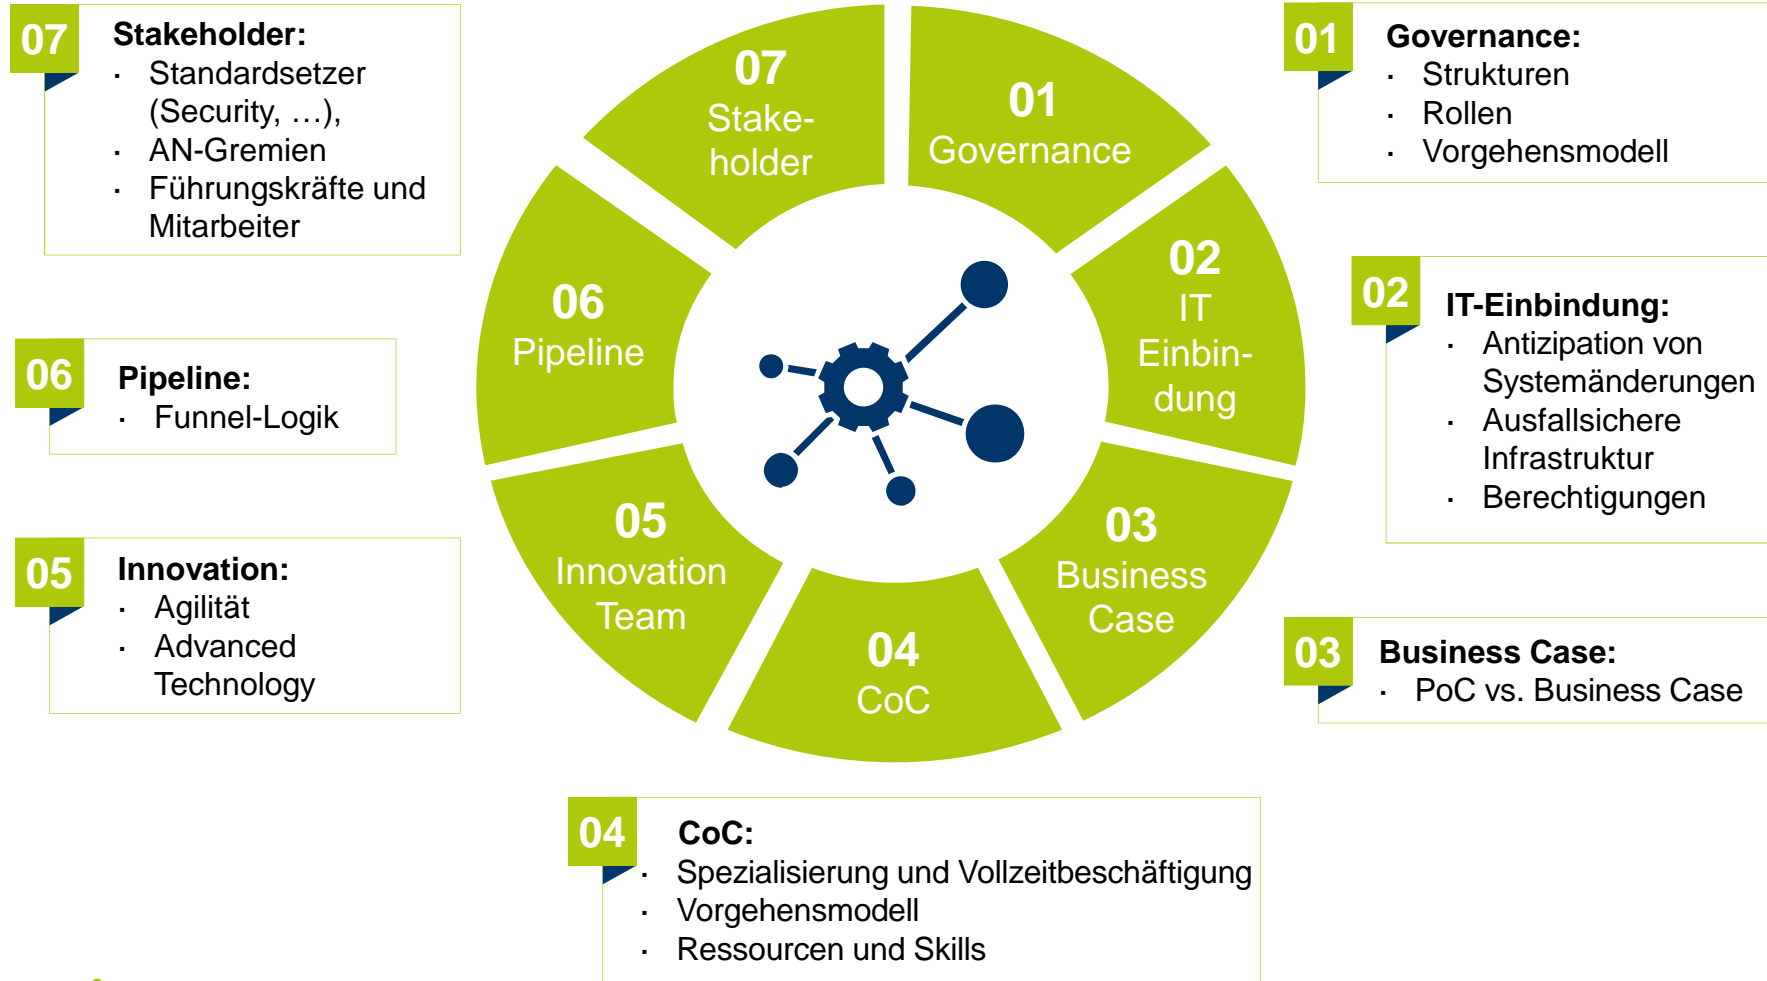 07
Stakeholder:
· Standardsetzer
(Security, …),
· AN-Gremien
· Führungskräfte und
Mitarbeiter
06
Pipeline:
· Funnel-Logik
05
Innovation:
· Agilität
· Advanced
Technology
07
Stake-
holder
01
Governance
02
IT
Einbin-
dung
03
Business
Case
04
CoC
05
Innovation
Team
06
Pipeline
01
Governance:
· Strukturen
· Rollen
· Vorgehensmodell
02
IT-Einbindung:
· Antizipation von
Systemänderungen
· Ausfallsichere
Infrastruktur
· Berechtigungen
03
Business Case:
· PoC vs. Business Case
04
CoC:
· Spezialisierung und Vollzeitbeschäftigung
· Vorgehensmodell
· Ressourcen und Skills